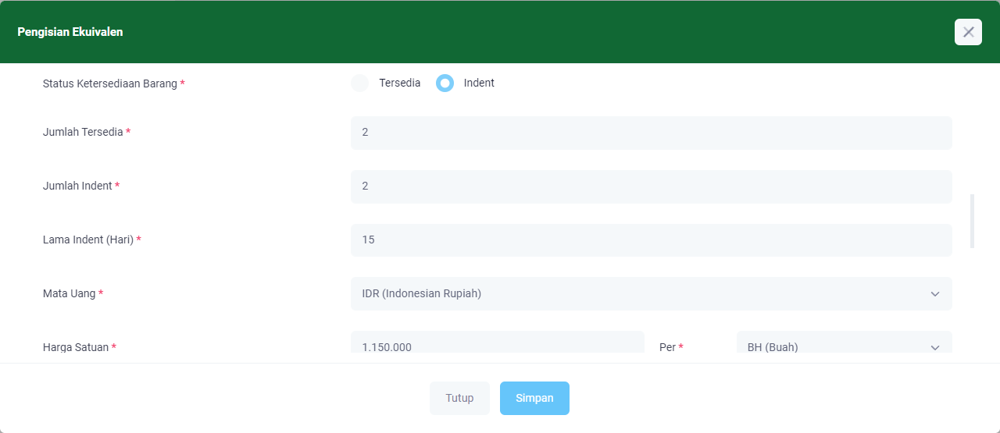 Pengisian Ekuivalen
Status Ketersediaan Barang * Tersedia Indent
Jumlah Tersedia * 2
Jumlah Indent * 2
Lama Indent (Hari) * 15
Mata Uang * IDR (Indonesian Rupiah)
Harga Satuan * 1.150.000 Per * BH (Buah)
Tutup Simpan